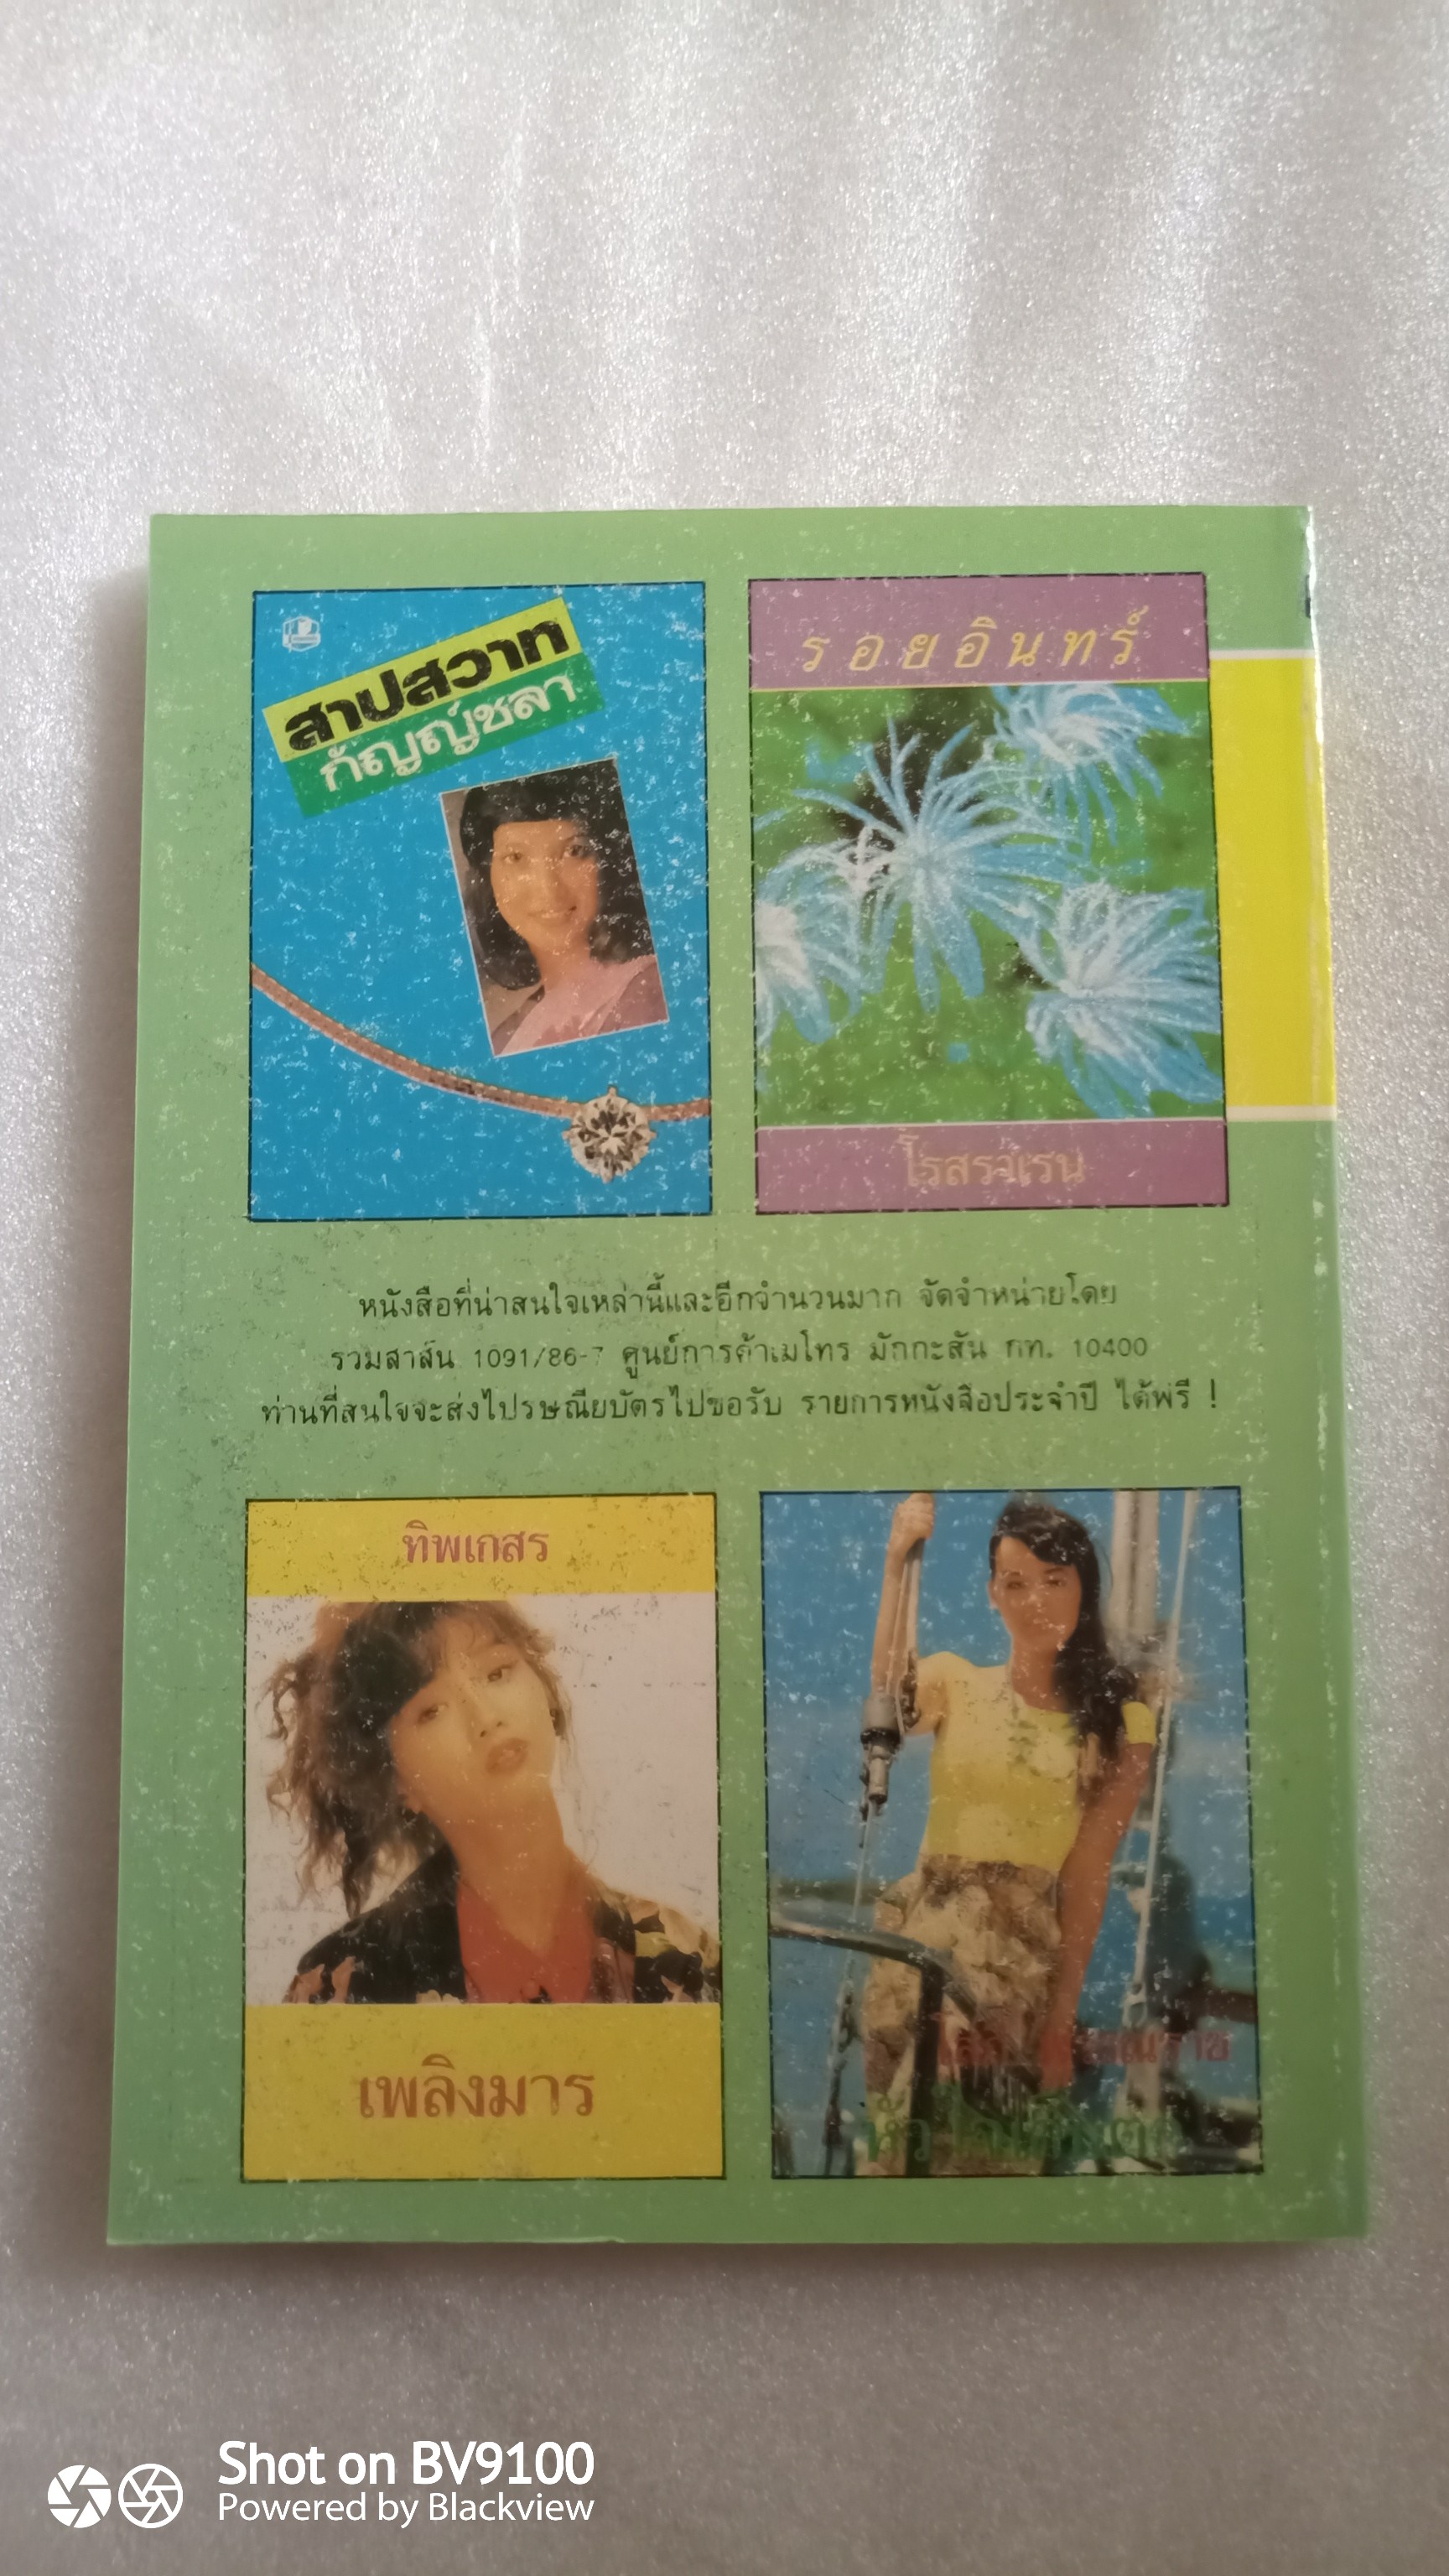 สาปสวาท
กัญญ์ชลา
รอยอินทร์
โรสราเรน
หนังสือที่น่าสนใจเหล่านี้และอีกจำนวนมาก จัดจำหน่ายโดย
รวมสาส์น 1091/86-7 ศูนย์การค้าเมโทร มักกะสัน กท. 10400
ท่านที่สนใจจะส่งไปรษณียบัตรไปขอรับ รายการหนังสือประจำปี ได้ฟรี !
ทิพเกสร
เพลิงมาร
Shot on BV9100
Powered by Blackview